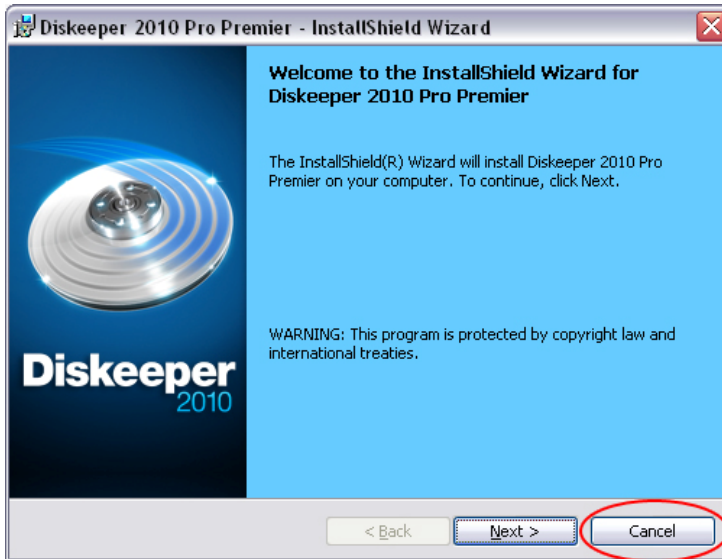 Diskeeper 2010 Pro Premier - InstallShield Wizard
Welcome to the InstallShield Wizard for
Diskeeper 2010 Pro Premier
The InstallShield(R) Wizard will install Diskeeper 2010 Pro
Premier on your computer. To continue, click Next.
WARNING: This program is protected by copyright law and
international treaties.
Diskeeper
2010
< Back
Next >
Cancel